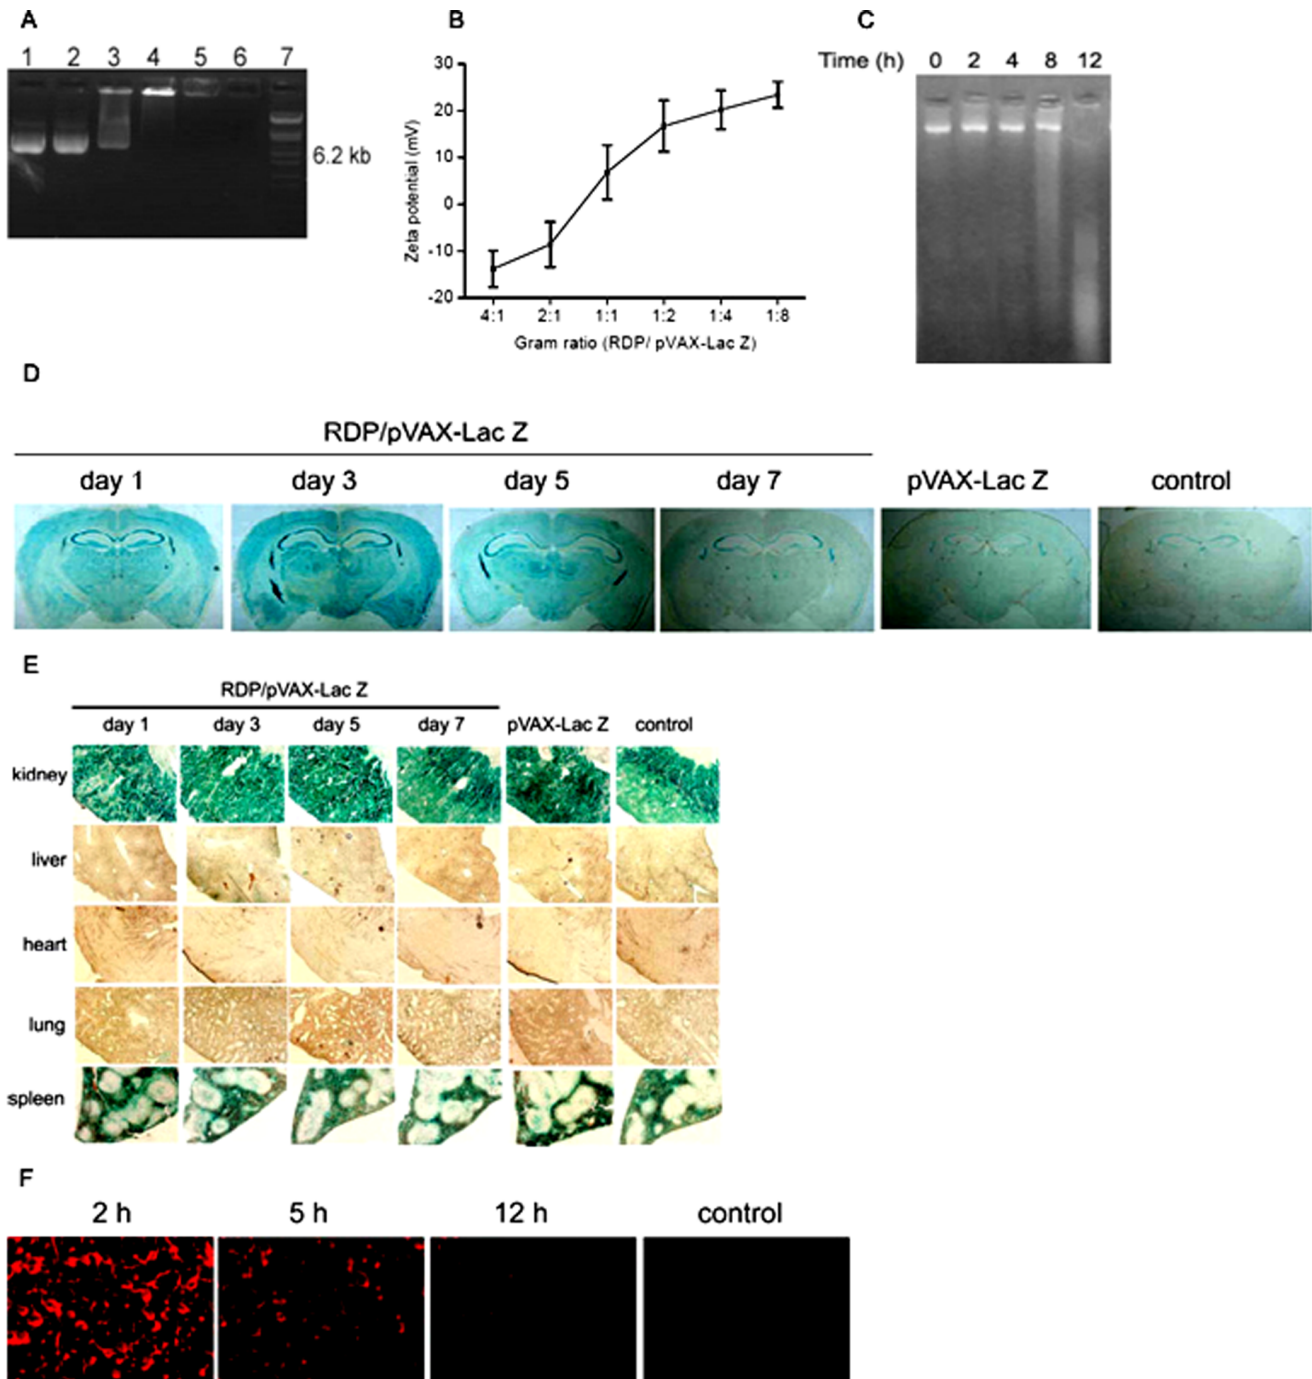 A
1 2 3 4 5 6 7
6.2 kb
B
30
20
10
0
-10
-20
Zeta potential (mV)
4:1 2:1 1:1 1:2 1:4 1:8
Gram ratio (RDP/ pVAX-Lac Z)
C
Time (h) 0 2 4 8 12
D
RDP/pVAX-Lac Z
day 1 day 3 day 5 day 7 pVAX-Lac Z control
E
RDP/pVAX-Lac Z
day 1 day 3 day 5 day 7 pVAX-Lac Z control
kidney
liver
heart
lung
spleen
F
2 h 5 h 12 h control